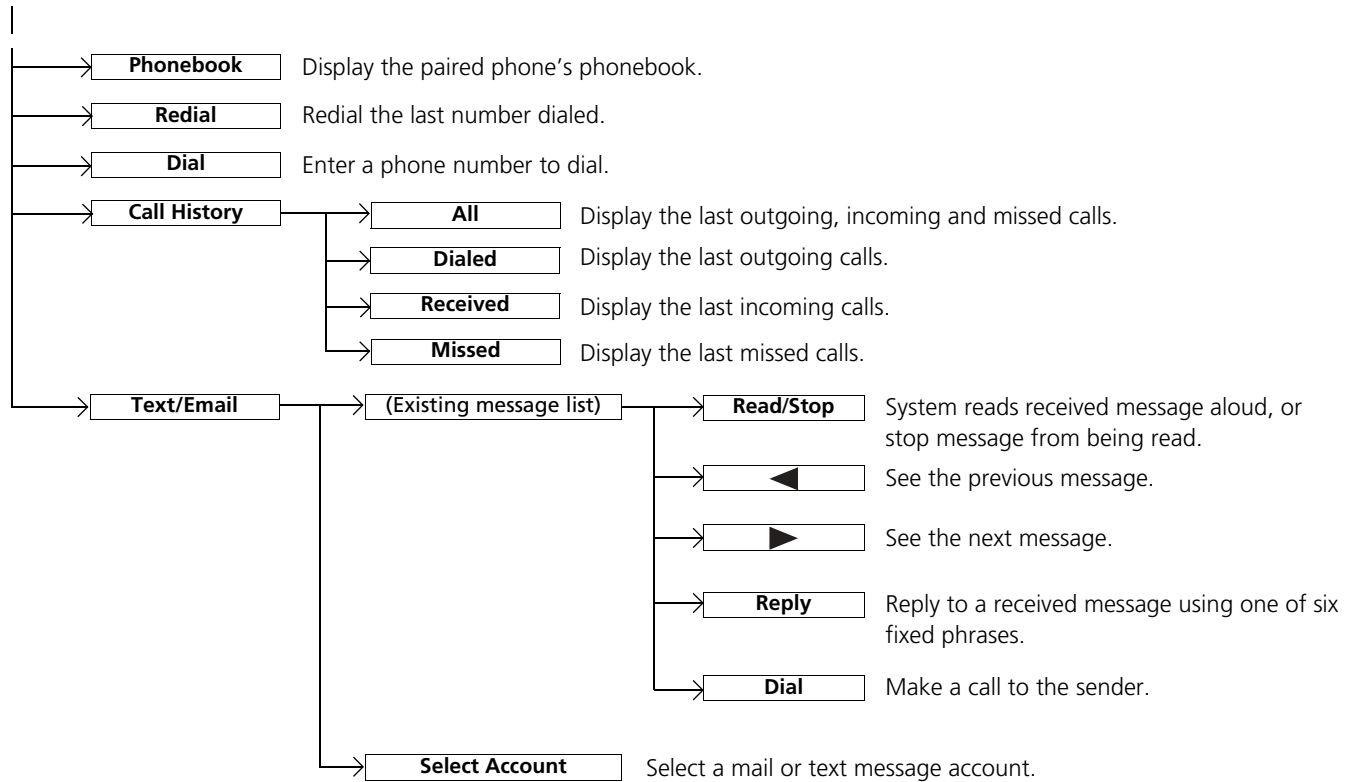 Phonebook Display the paired phone's phonebook.
Redial Redial the last number dialed.
Dial Enter a phone number to dial.
Call History All Display the last outgoing, incoming and missed calls.
Dialed Display the last outgoing calls.
Received Display the last incoming calls.
Missed Display the last missed calls.
Text/Email (Existing message list) Read/Stop System reads received message aloud, or
stop message from being read.
See the previous message.
See the next message.
Reply Reply to a received message using one of six
fixed phrases.
Dial Make a call to the sender.
Select Account Select a mail or text message account.